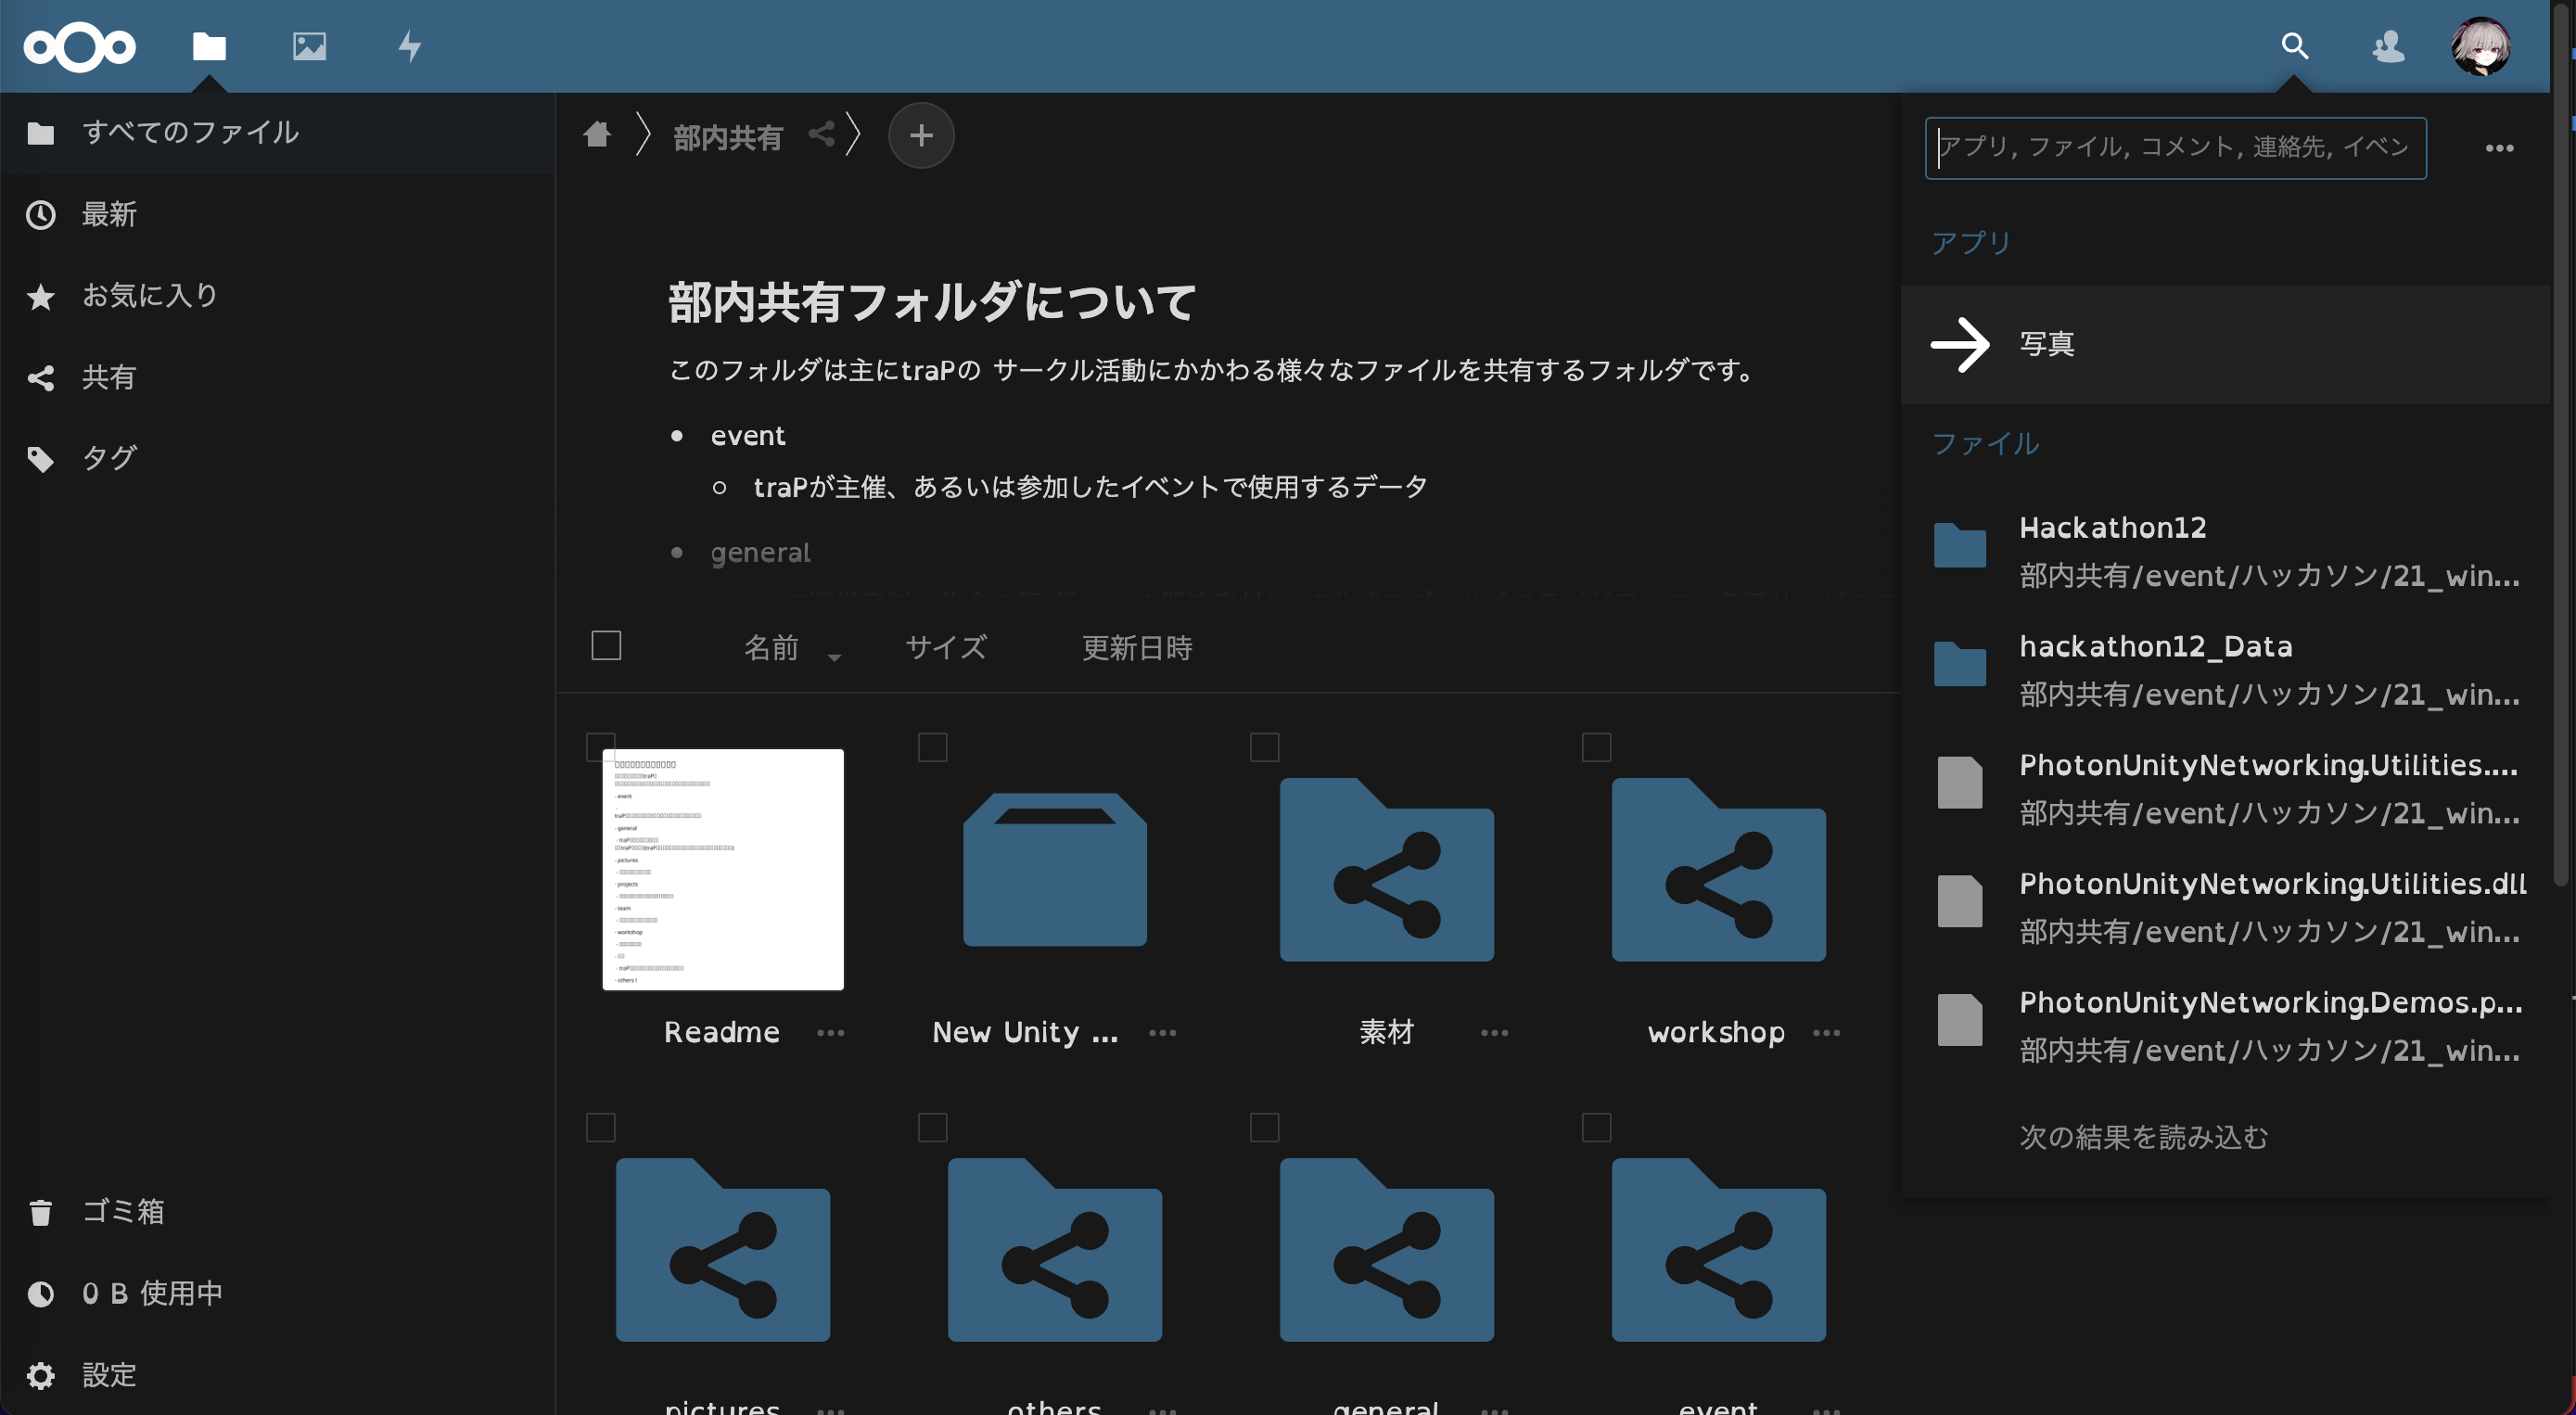 すべてのファイル
最新
お気に入り
共有
タグ
ゴミ箱
0 B 使用中
設定
部内共有
部内共有フォルダについて
このフォルダは主にtraPの サークル活動にかかわる様々なファイルを共有するフォルダです。
event
traPが主催、あるいは参加したイベントで使用するデータ
general
名前 サイズ 更新日時
- event
- general
- pictures
- projects
- team
- workshop
- others
Readme
New Unity ...
素材
workshop
pictures
others
general
event
アプリ, ファイル, コメント, 連絡先, イベン
アプリ
写真
ファイル
Hackathon12
部内共有/event/ハッカソン/21_win...
hackathon12_Data
部内共有/event/ハッカソン/21_win...
PhotonUnityNetworking.Utilities....
部内共有/event/ハッカソン/21_win...
PhotonUnityNetworking.Utilities.dll
部内共有/event/ハッカソン/21_win...
PhotonUnityNetworking.Demos.p...
部内共有/event/ハッカソン/21_win...
次の結果を読み込む